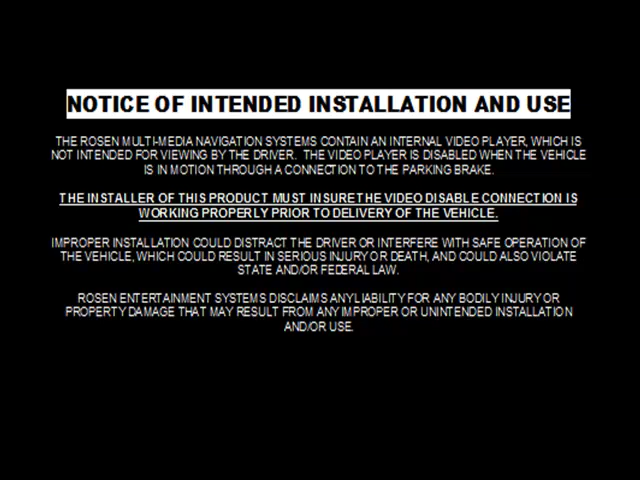 NOTICE OF INTENDED INSTALLATION AND USE
THE ROSEN MULTI-MEDIA NAVIGATION SYSTEMS CONTAIN AN INTERNAL VIDEO PLAYER, WHICH IS
NOT INTENDED FOR VIEWING BY THE DRIVER. THE VIDEO PLAYER IS DISABLED WHEN THE VEHICLE
IS IN MOTION THROUGH A CONNECTION TO THE PARKING BRAKE.
THE INSTALLER OF THIS PRODUCT MUST INSURE THE VIDEO DISABLE CONNECTION IS
WORKING PROPERLY PRIOR TO DELIVERY OF THE VEHICLE.
IMPROPER INSTALLATION COULD DISTRACT THE DRIVER OR INTERFERE WITH SAFE OPERATION OF
THE VEHICLE, WHICH COULD RESULT IN SERIOUS INJURY OR DEATH, AND COULD ALSO VIOLATE
STATE AND/OR FEDERAL LAW.
ROSEN ENTERTAINMENT SYSTEMS DISCLAIMS ANY LIABILITY FOR ANY BODILY INJURY OR
PROPERTY DAMAGE THAT MAY RESULT FROM ANY IMPROPER OR UNINTENDED INSTALLATION
AND/OR USE.